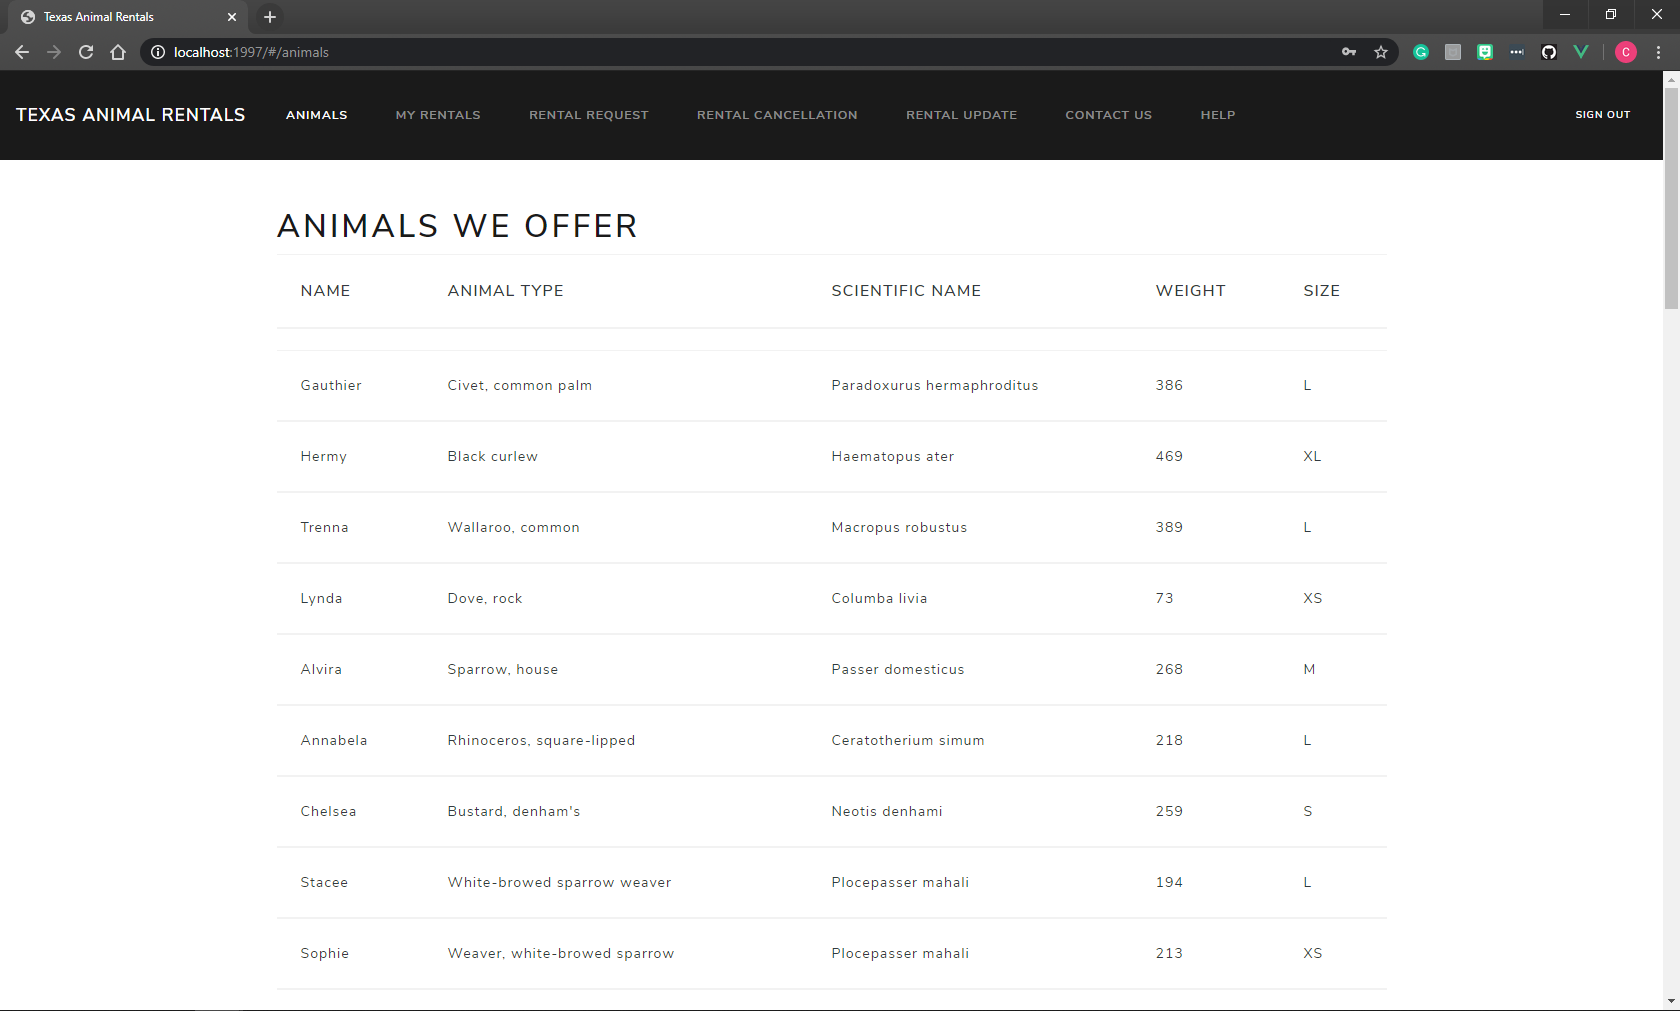 Texas Animal Rentals
localhost:1997/#/animals
C
TEXAS ANIMAL RENTALS ANIMALS MY RENTALS RENTAL REQUEST RENTAL CANCELLATION RENTAL UPDATE CONTACT US HELP SIGN OUT
ANIMALS WE OFFER
NAME ANIMAL TYPE SCIENTIFIC NAME WEIGHT SIZE
Gauthier Civet, common palm Paradoxurus hermaphroditus 386 L
Hermy Black curlew Haematopus ater 469 XL
Trenna Wallaroo, common Macropus robustus 389 L
Lynda Dove, rock Columba livia 73 XS
Alvira Sparrow, house Passer domesticus 268 M
Annabela Rhinoceros, square-lipped Ceratotherium simum 218 L
Chelsea Bustard, denham's Neotis denhami 259 S
Stacee White-browed sparrow weaver Plocepasser mahali 194 L
Sophie Weaver, white-browed sparrow Plocepasser mahali 213 XS